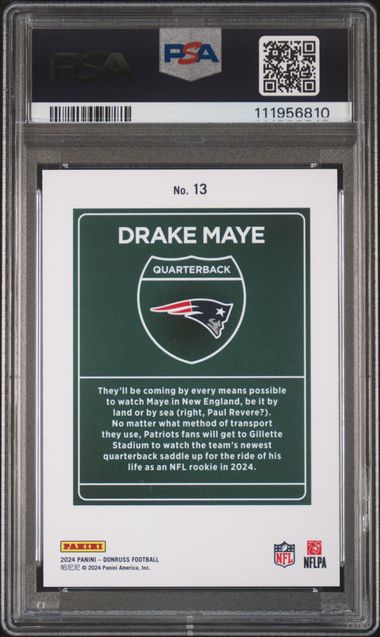 PSA
PSA
111956810
No. 13
DRAKE MAYE
QUARTERBACK
They'll be coming by every means possible
to watch Maye in New England, be it by
land or by sea (right, Paul Revere?).
No matter what method of transport
they use, Patriots fans will get to Gillette
Stadium to watch the team's newest
quarterback saddle up for the ride of his
life as an NFL rookie in 2024.
PANINI
2024 PANINI – DONRUSS FOOTBALL
帕尼尼 © 2024 Panini America, Inc.
NFL
NFLPA